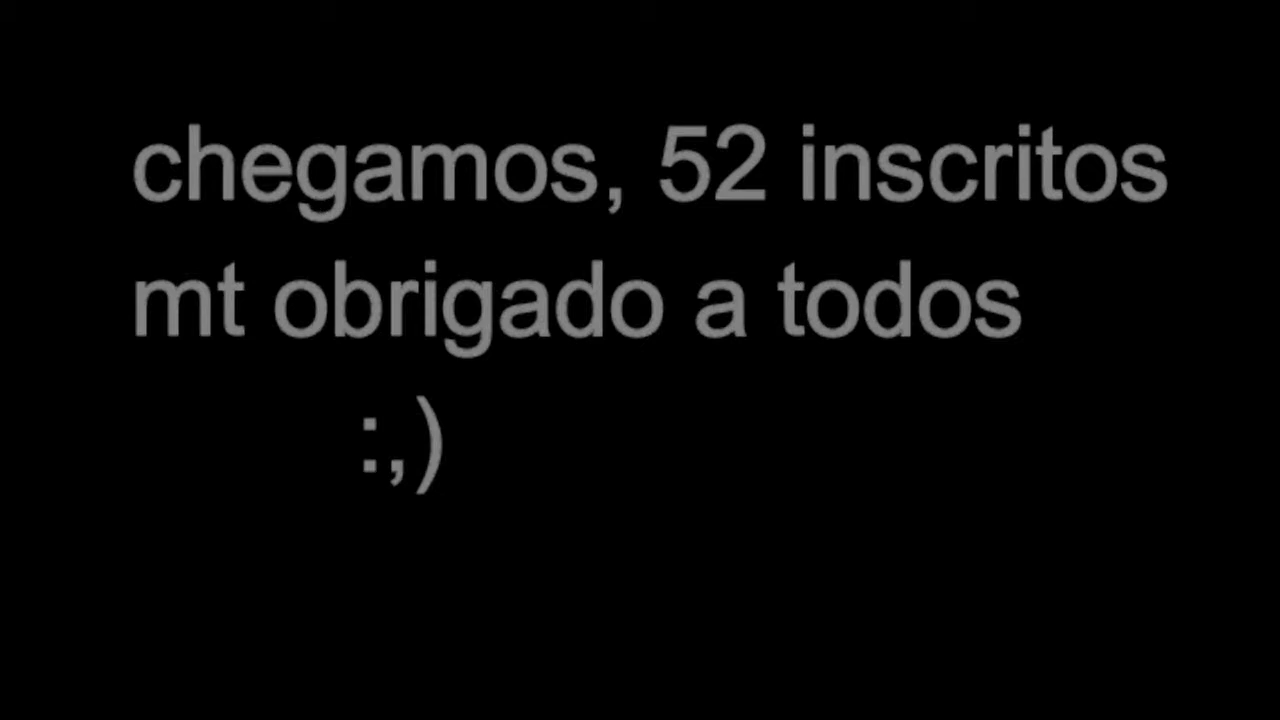 chegamos, 52 inscritos
mt obrigado a todos
:,)